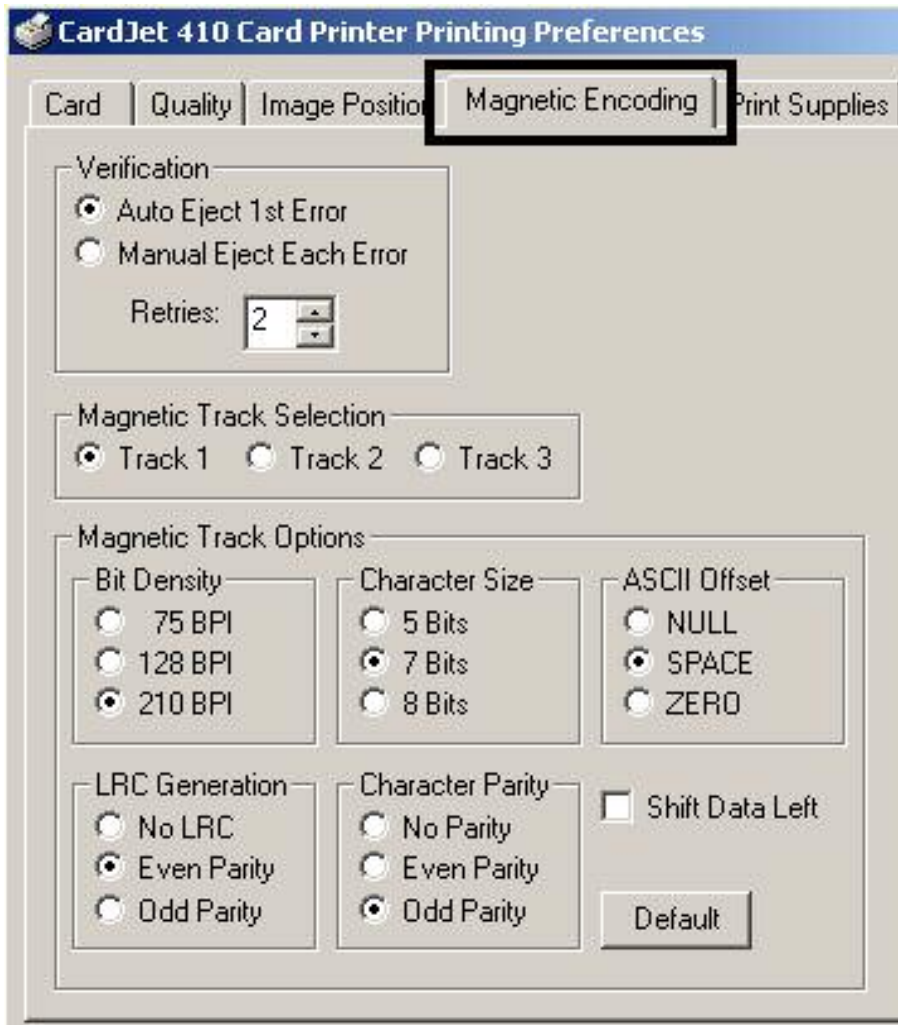 CardJet 410 Card Printer Printing Preferences
Card Quality Image Position Magnetic Encoding Print Supplies
Verification
Auto Eject 1st Error
Manual Eject Each Error
Retries: 2
Magnetic Track Selection
Track 1 Track 2 Track 3
Magnetic Track Options
Bit Density
75 BPI
128 BPI
210 BPI
Character Size
5 Bits
7 Bits
8 Bits
ASCII Offset
NULL
SPACE
ZERO
LRC Generation
No LRC
Even Parity
Odd Parity
Character Parity
No Parity
Even Parity
Odd Parity
Shift Data Left
Default